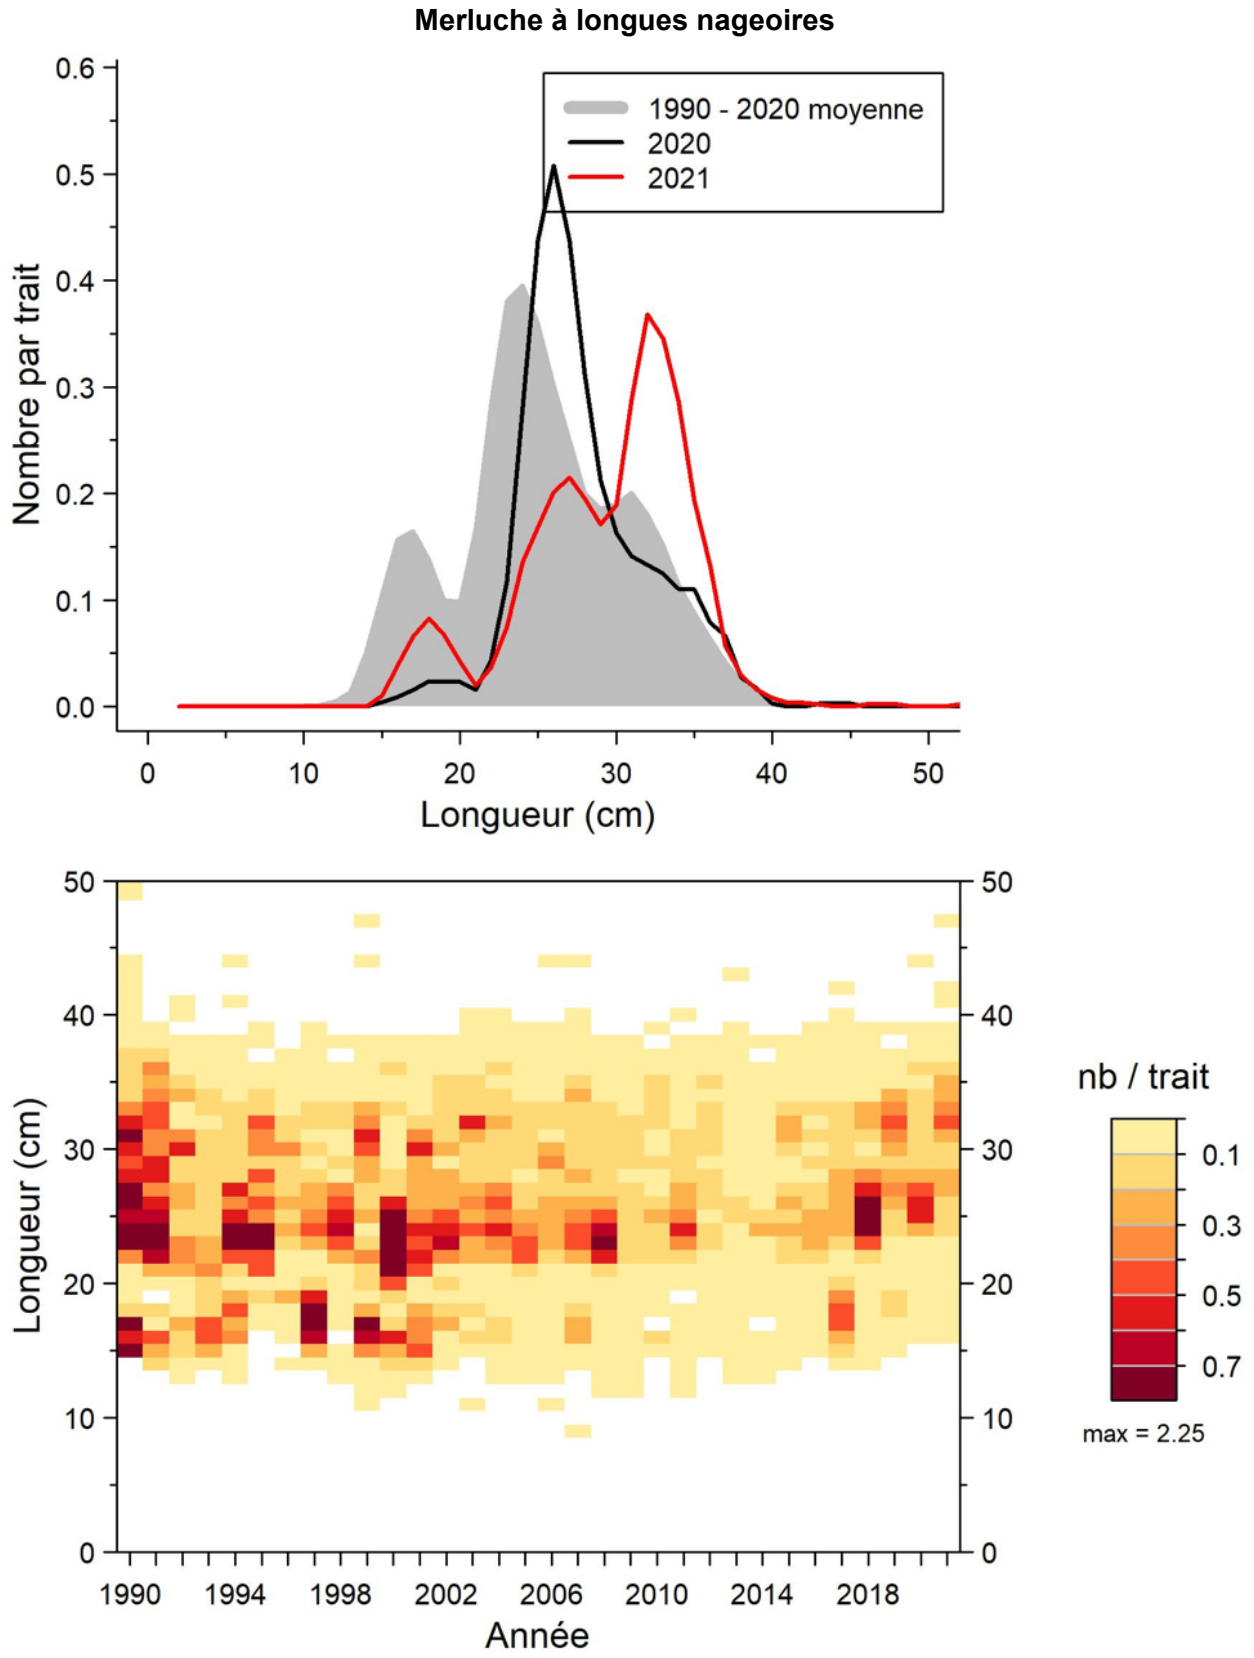 Merluche à longues nageoires
0.6
0.5
0.4
0.3
0.2
0.1
0.0
Nombre par trait
1990 - 2020 moyenne
2020
2021
0 10 20 30 40 50
Longueur (cm)
50
40
30
20
10
0
Longueur (cm)
50
40
30
20
10
0
1990 1994 1998 2002 2006 2010 2014 2018
Année
nb / trait
0.1
0.3
0.5
0.7
max = 2.25